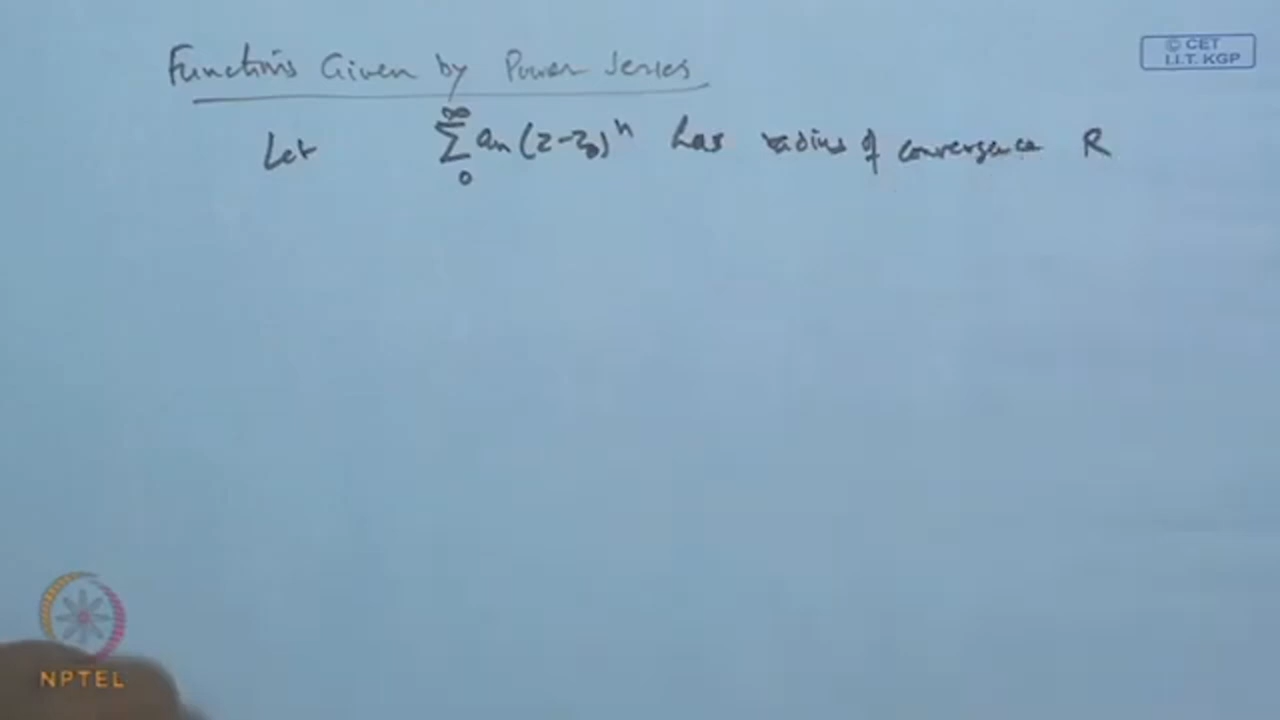 Functions Given by Power Series
© CET
I.I.T. KGP
Let ∞∑0 an (z-z0)^n has radius of convergence R
NPTEL